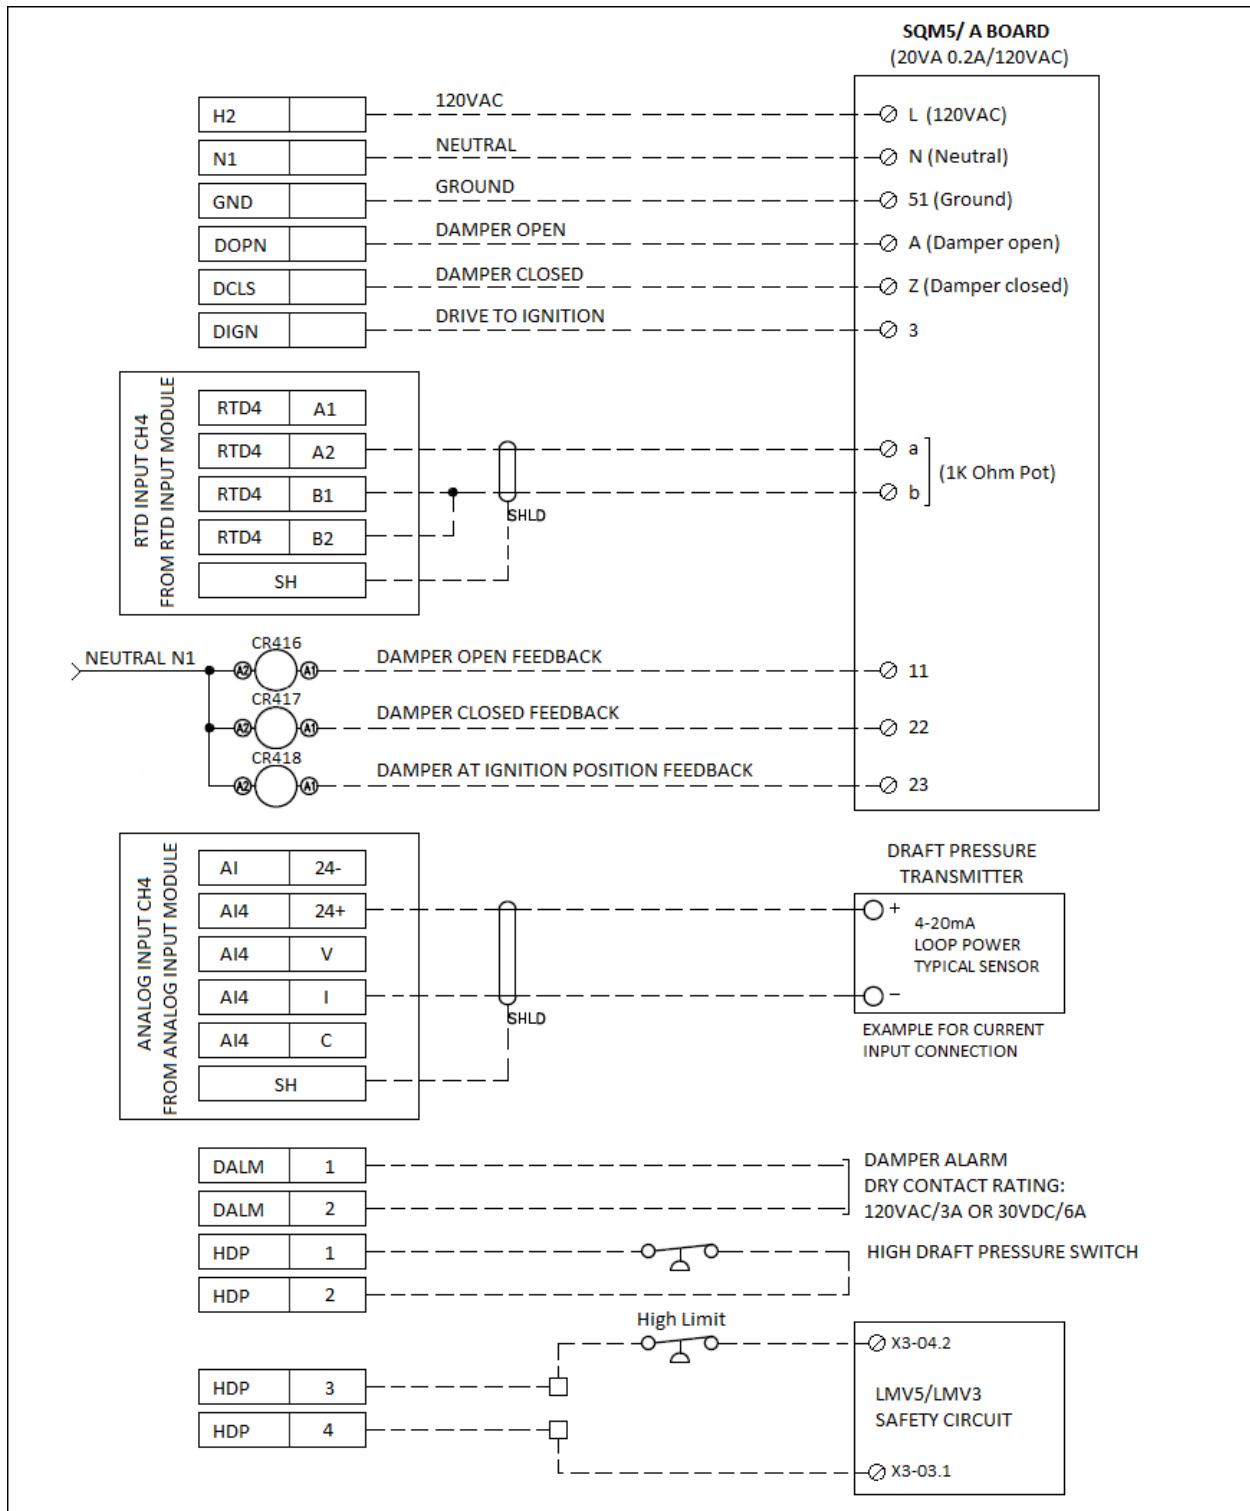 SQM5/ A BOARD
(20VA 0.2A/120VAC)
H2
120VAC
L (120VAC)
N1
NEUTRAL
N (Neutral)
GND
GROUND
51 (Ground)
DOPN
DAMPER OPEN
A (Damper open)
DCLS
DAMPER CLOSED
Z (Damper closed)
DIGN
DRIVE TO IGNITION
3
RTD INPUT CH4
FROM RTD INPUT MODULE
RTD4 A1
RTD4 A2
a
RTD4 B1
b
(1K Ohm Pot)
SHLD
RTD4 B2
SH
NEUTRAL N1
CR416
A2 A1
DAMPER OPEN FEEDBACK
11
CR417
A2 A1
DAMPER CLOSED FEEDBACK
22
CR418
A2 A1
DAMPER AT IGNITION POSITION FEEDBACK
23
ANALOG INPUT CH4
FROM ANALOG INPUT MODULE
AI 24-
AI4 24+
AI4 V
AI4 I
AI4 C
SH
SHLD
DRAFT PRESSURE
TRANSMITTER
+
4-20mA
LOOP POWER
TYPICAL SENSOR
−
EXAMPLE FOR CURRENT
INPUT CONNECTION
DALM 1
DALM 2
DAMPER ALARM
DRY CONTACT RATING:
120VAC/3A OR 30VDC/6A
HDP 1
HDP 2
HIGH DRAFT PRESSURE SWITCH
High Limit
X3-04.2
HDP 3
HDP 4
LMV5/LMV3
SAFETY CIRCUIT
X3-03.1